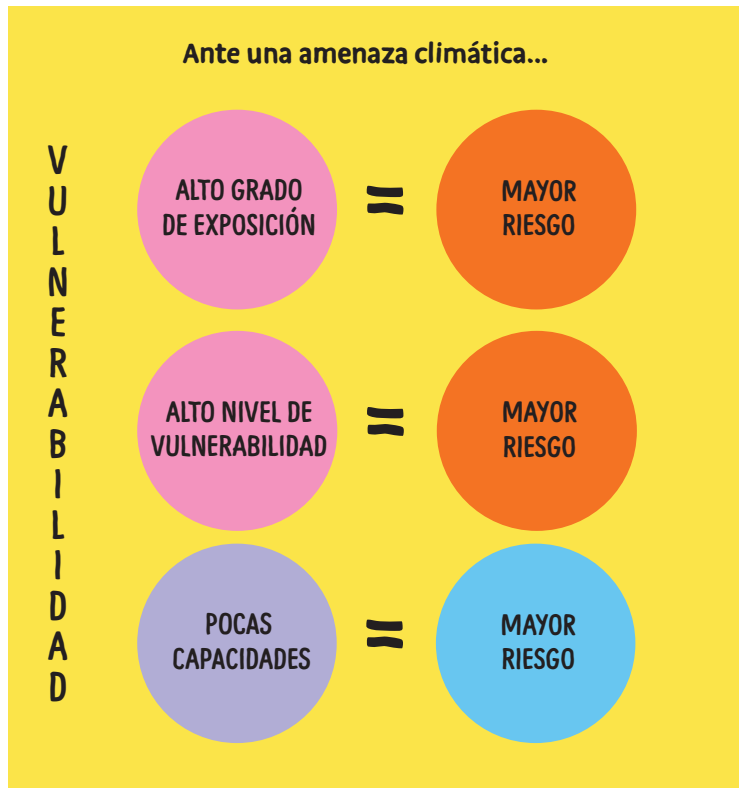 Ante una amenaza climática...
VULNERABILIDAD
ALTO GRADO
DE EXPOSICIÓN
=
MAYOR
RIESGO
ALTO NIVEL DE
VULNERABILIDAD
=
MAYOR
RIESGO
POCAS
CAPACIDADES
=
MAYOR
RIESGO